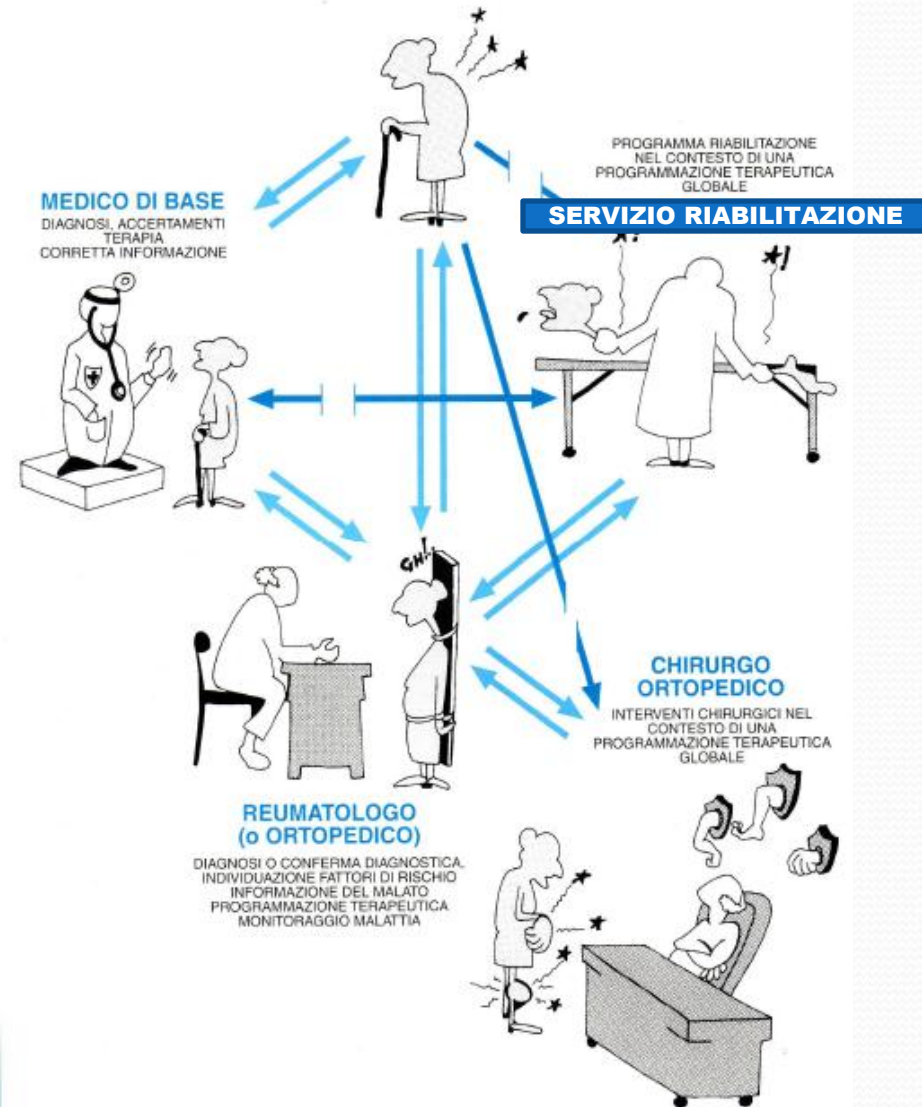 PROGRAMMA RIABILITAZIONE
NEL CONTESTO DI UNA
PROGRAMMAZIONE TERAPEUTICA
GLOBALE
SERVIZIO RIABILITAZIONE
MEDICO DI BASE
DIAGNOSI, ACCERTAMENTI
TERAPIA
CORRETTA INFORMAZIONE
GH!
CHIRURGO
ORTOPEDICO
INTERVENTI CHIRURGICI NEL
CONTESTO DI UNA
PROGRAMMAZIONE TERAPEUTICA
GLOBALE
REUMATOLOGO
(o ORTOPEDICO)
DIAGNOSI O CONFERMA DIAGNOSTICA,
INDIVIDUAZIONE FATTORI DI RISCHIO
INFORMAZIONE DEL MALATO
PROGRAMMAZIONE TERAPEUTICA
MONITORAGGIO MALATTIA